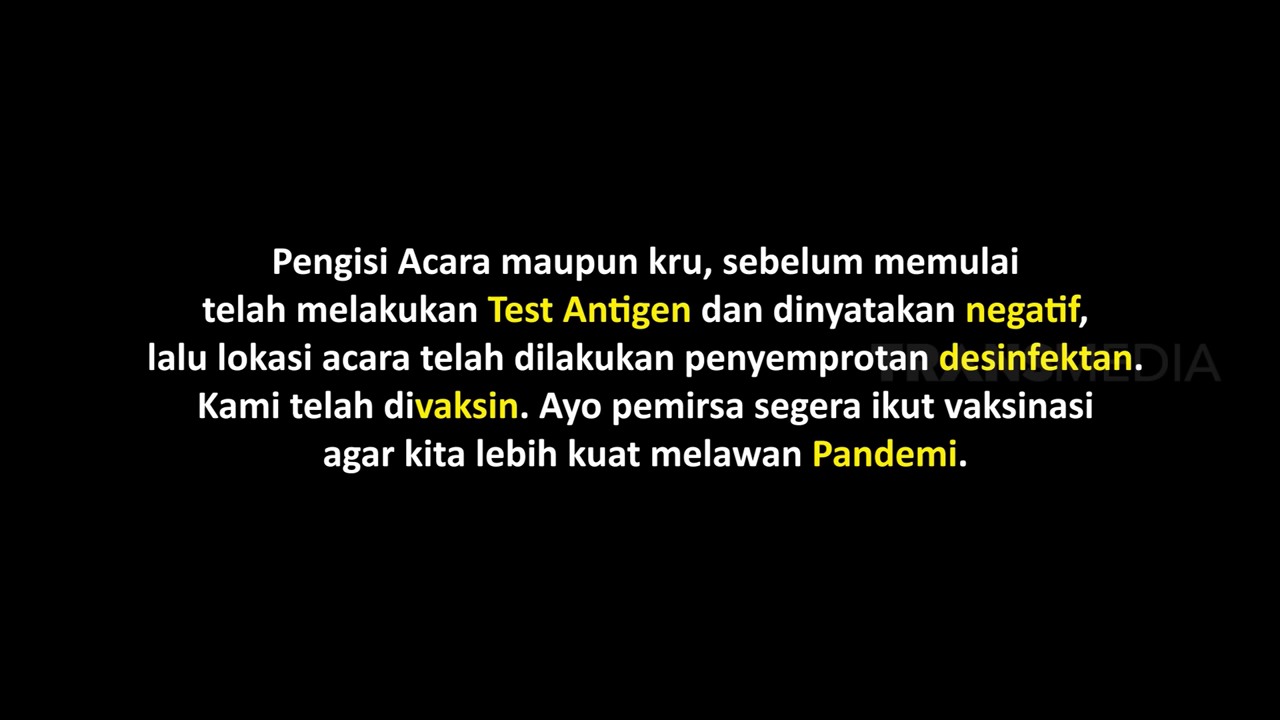 Pengisi Acara maupun kru, sebelum memulai
telah melakukan Test Antigen dan dinyatakan negatif,
lalu lokasi acara telah dilakukan penyemprotan desinfektan.
TRANSMEDIA
Kami telah divaksin. Ayo pemirsa segera ikut vaksinasi
agar kita lebih kuat melawan Pandemi.